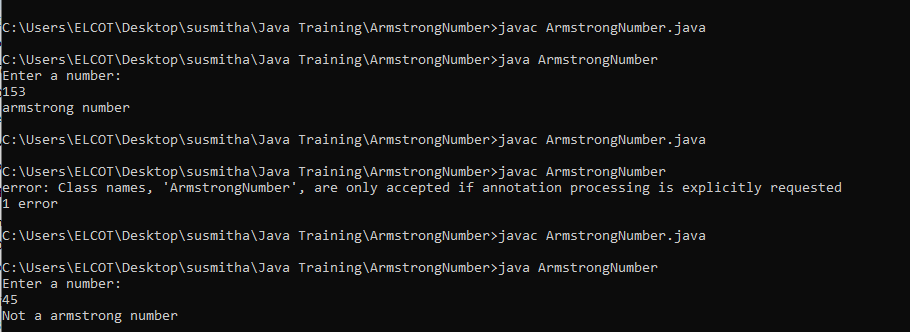 C:\Users\ELCOT\Desktop\susmitha\Java Training\ArmstrongNumber>javac ArmstrongNumber.java
C:\Users\ELCOT\Desktop\susmitha\Java Training\ArmstrongNumber>java ArmstrongNumber
Enter a number:
153
armstrong number
C:\Users\ELCOT\Desktop\susmitha\Java Training\ArmstrongNumber>javac ArmstrongNumber.java
C:\Users\ELCOT\Desktop\susmitha\Java Training\ArmstrongNumber>javac ArmstrongNumber
error: Class names, 'ArmstrongNumber', are only accepted if annotation processing is explicitly requested
1 error
C:\Users\ELCOT\Desktop\susmitha\Java Training\ArmstrongNumber>javac ArmstrongNumber.java
C:\Users\ELCOT\Desktop\susmitha\Java Training\ArmstrongNumber>java ArmstrongNumber
Enter a number:
45
Not a armstrong number